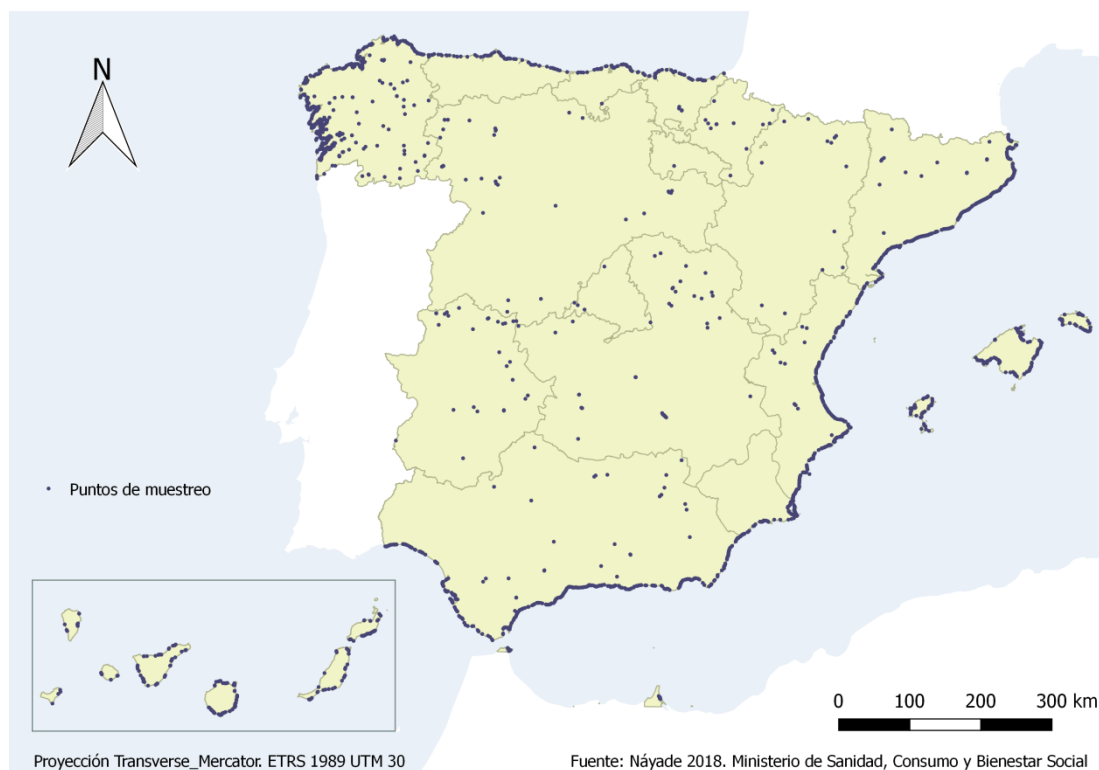 N
Puntos de muestreo
0 100 200 300 km
Proyección Transverse_Mercator. ETRS 1989 UTM 30
Fuente: Náyade 2018. Ministerio de Sanidad, Consumo y Bienestar Social